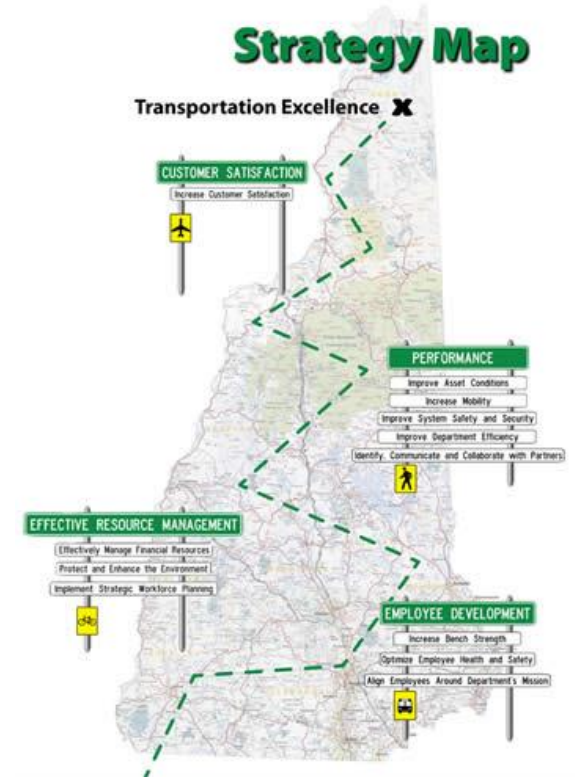 Strategy Map
Transportation Excellence X
CUSTOMER SATISFACTION
Increase Customer Satisfaction
PERFORMANCE
Improve Asset Conditions
Increase Mobility
Improve System Safety and Security
Improve Department Efficiency
Identify, Communicate and Collaborate with Partners
EFFECTIVE RESOURCE MANAGEMENT
Effectively Manage Financial Resources
Protect and Enhance the Environment
Implement Strategic Workforce Planning
EMPLOYEE DEVELOPMENT
Increase Bench Strength
Optimize Employee Health and Safety
Align Employees Around Department's Mission